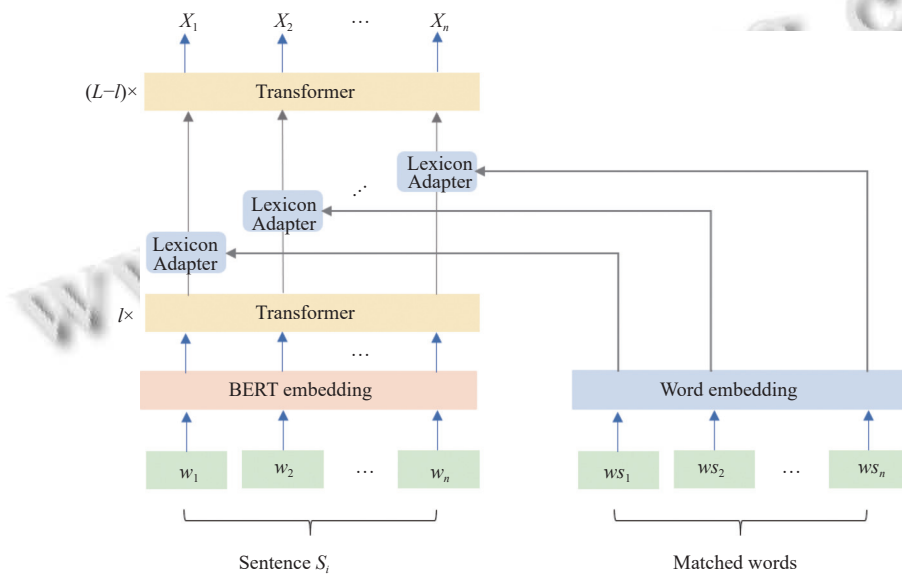 X₁ X₂ ⋯ Xₙ
(L−l)× Transformer
Lexicon
Adapter
⋰
Lexicon
Adapter
Lexicon
Adapter
l× Transformer
⋯
BERT embedding Word embedding
w₁ w₂ ⋯ wₙ ws₁ ws₂ ⋯ wsₙ
Sentence Sᵢ Matched words